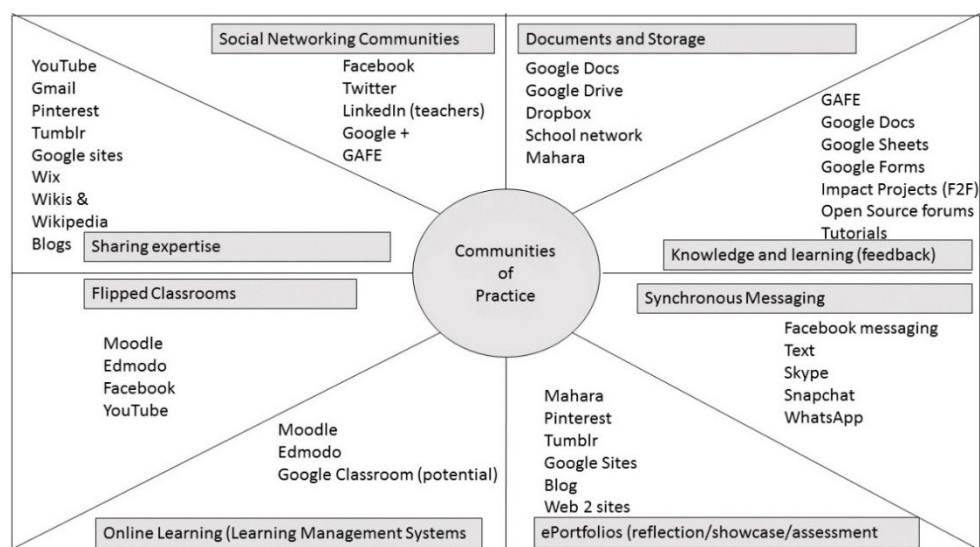 Social Networking Communities
Facebook
Twitter
LinkedIn (teachers)
Google +
GAFE
Documents and Storage
Google Docs
Google Drive
Dropbox
School network
Mahara
YouTube
Gmail
Pinterest
Tumblr
Google sites
Wix
Wikis &
Wikipedia
Blogs
Sharing expertise
GAFE
Google Docs
Google Sheets
Google Forms
Impact Projects (F2F)
Open Source forums
Tutorials
Knowledge and learning (feedback)
Communities
of
Practice
Flipped Classrooms
Moodle
Edmodo
Facebook
YouTube
Synchronous Messaging
Facebook messaging
Text
Skype
Snapchat
WhatsApp
Moodle
Edmodo
Google Classroom (potential)
Online Learning (Learning Management Systems
Mahara
Pinterest
Tumblr
Google Sites
Blog
Web 2 sites
ePortfolios (reflection/showcase/assessment